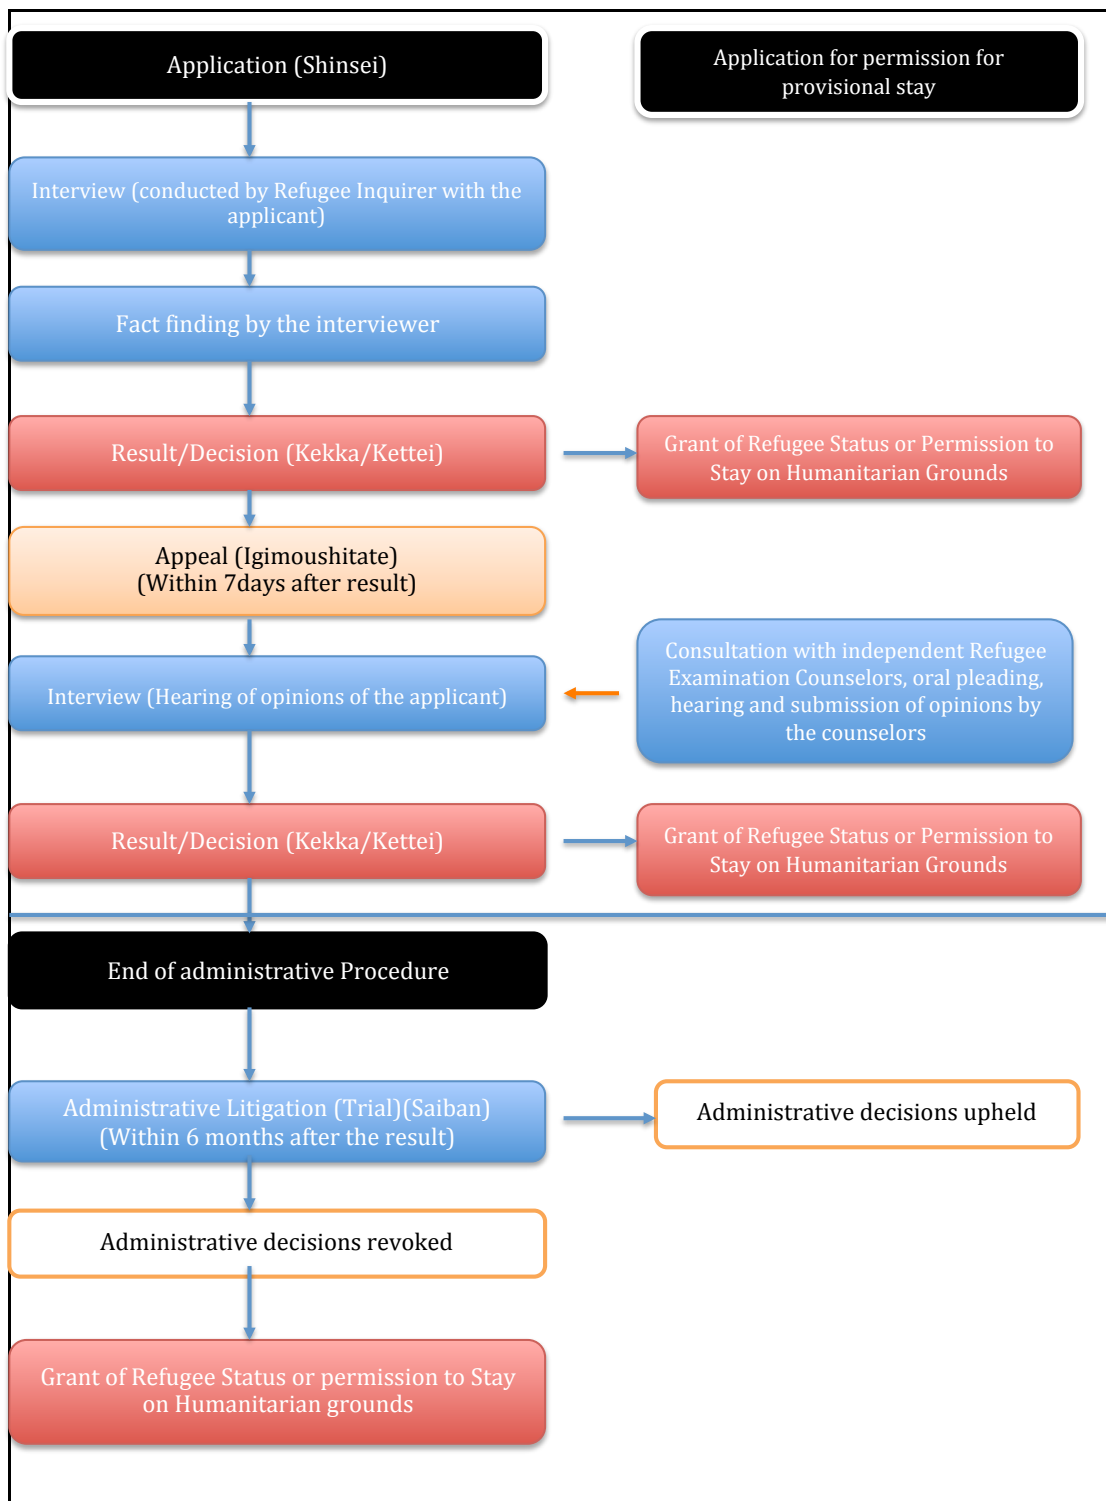 Application (Shinsei)
Application for permission for
provisional stay
Interview (conducted by Refugee Inquirer with the
applicant)
Fact finding by the interviewer
Result/Decision (Kekka/Kettei)
Grant of Refugee Status or Permission to
Stay on Humanitarian Grounds
Appeal (Igimoushitate)
(Within 7days after result)
Interview (Hearing of opinions of the applicant)
Consultation with independent Refugee
Examination Counselors, oral pleading,
hearing and submission of opinions by
the counselors
Result/Decision (Kekka/Kettei)
Grant of Refugee Status or Permission to
Stay on Humanitarian Grounds
End of administrative Procedure
Administrative Litigation (Trial)(Saiban)
(Within 6 months after the result)
Administrative decisions upheld
Administrative decisions revoked
Grant of Refugee Status or permission to Stay
on Humanitarian grounds